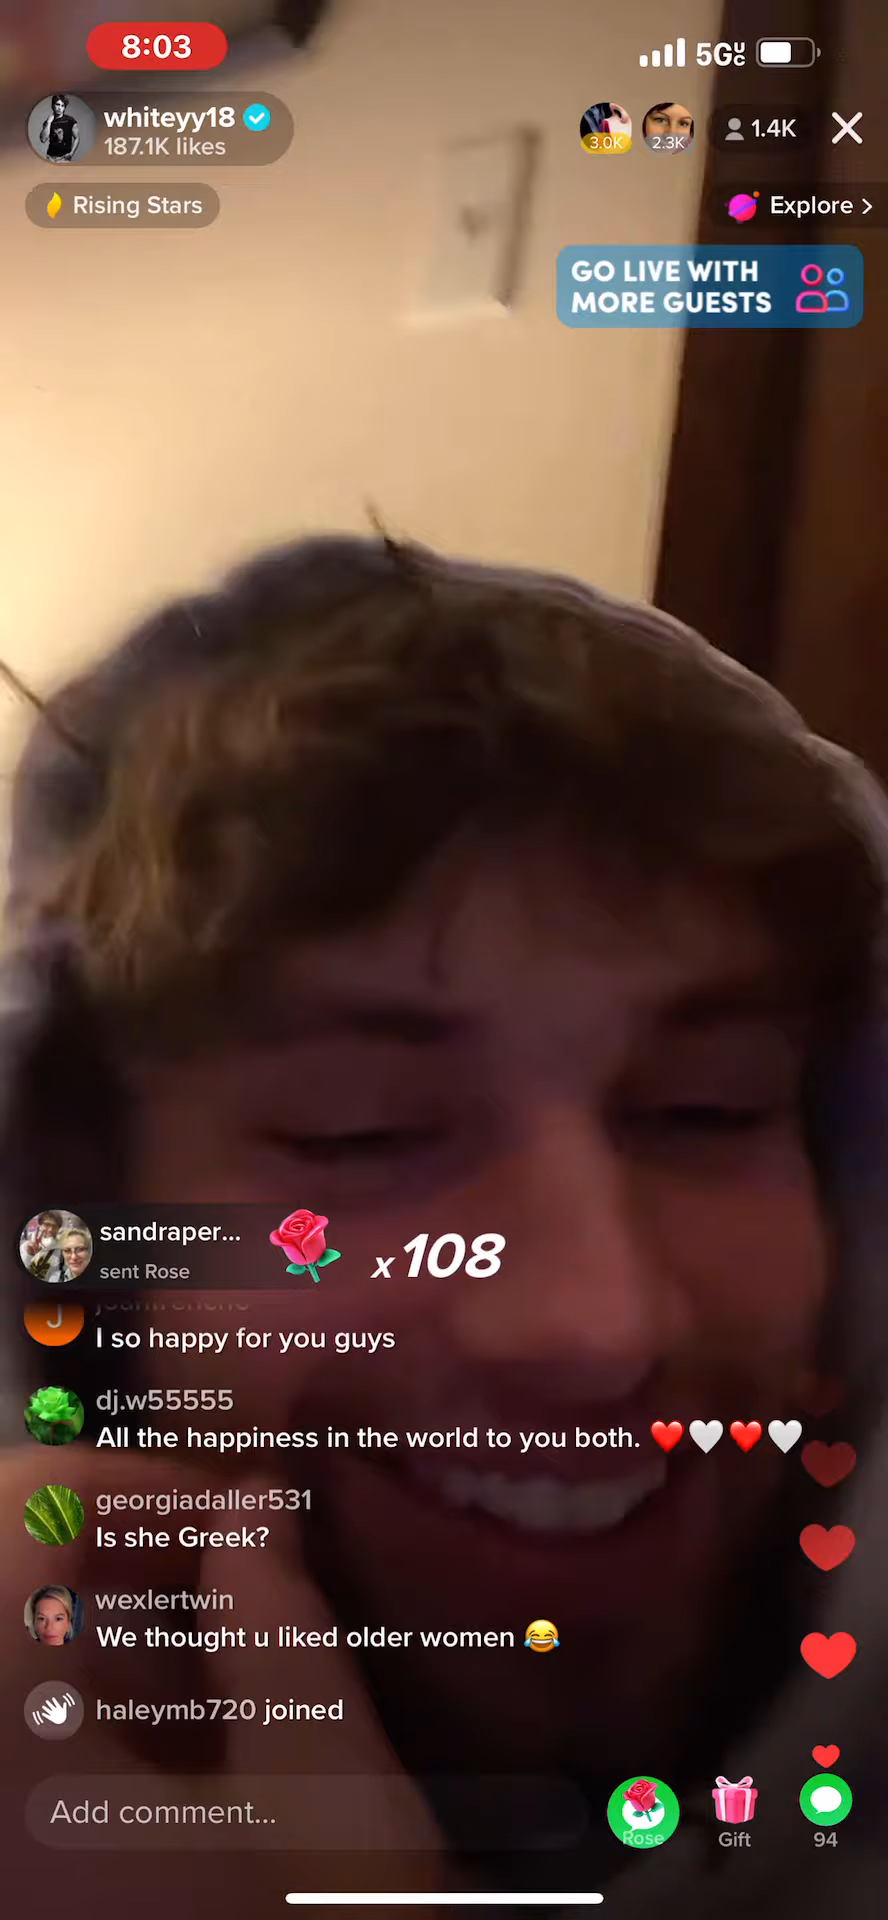 8:03
5GUC
whiteyy18
187.1K likes
3.0K
2.3K
1.4K
Rising Stars
Explore >
GO LIVE WITH
MORE GUESTS
sandraper...
sent Rose
x108
J
I so happy for you guys
dj.w55555
All the happiness in the world to you both. ❤️🤍❤️🤍
georgiadaller531
Is she Greek?
wexlertwin
We thought u liked older women 😂
haleymb720 joined
Add comment...
Rose
Gift
94